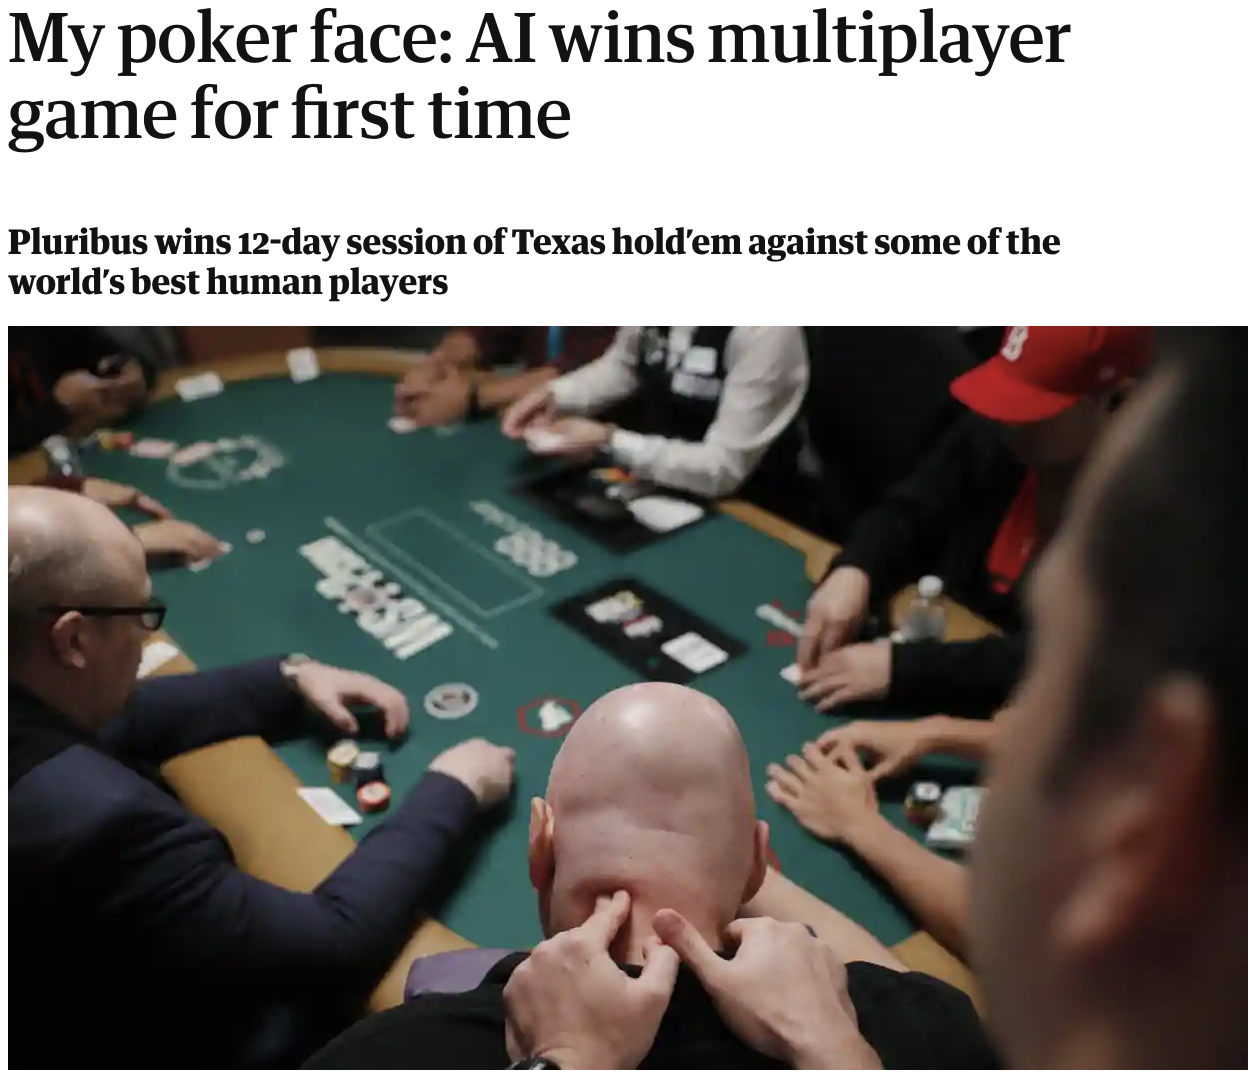 My poker face: AI wins multiplayer
game for first time
Pluribus wins 12-day session of Texas hold’em against some of the
world’s best human players
B